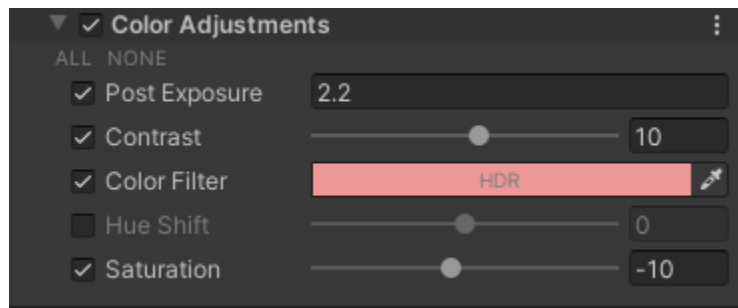 Color Adjustments
ALL NONE
Post Exposure 2.2
Contrast 10
Color Filter HDR
Hue Shift 0
Saturation -10